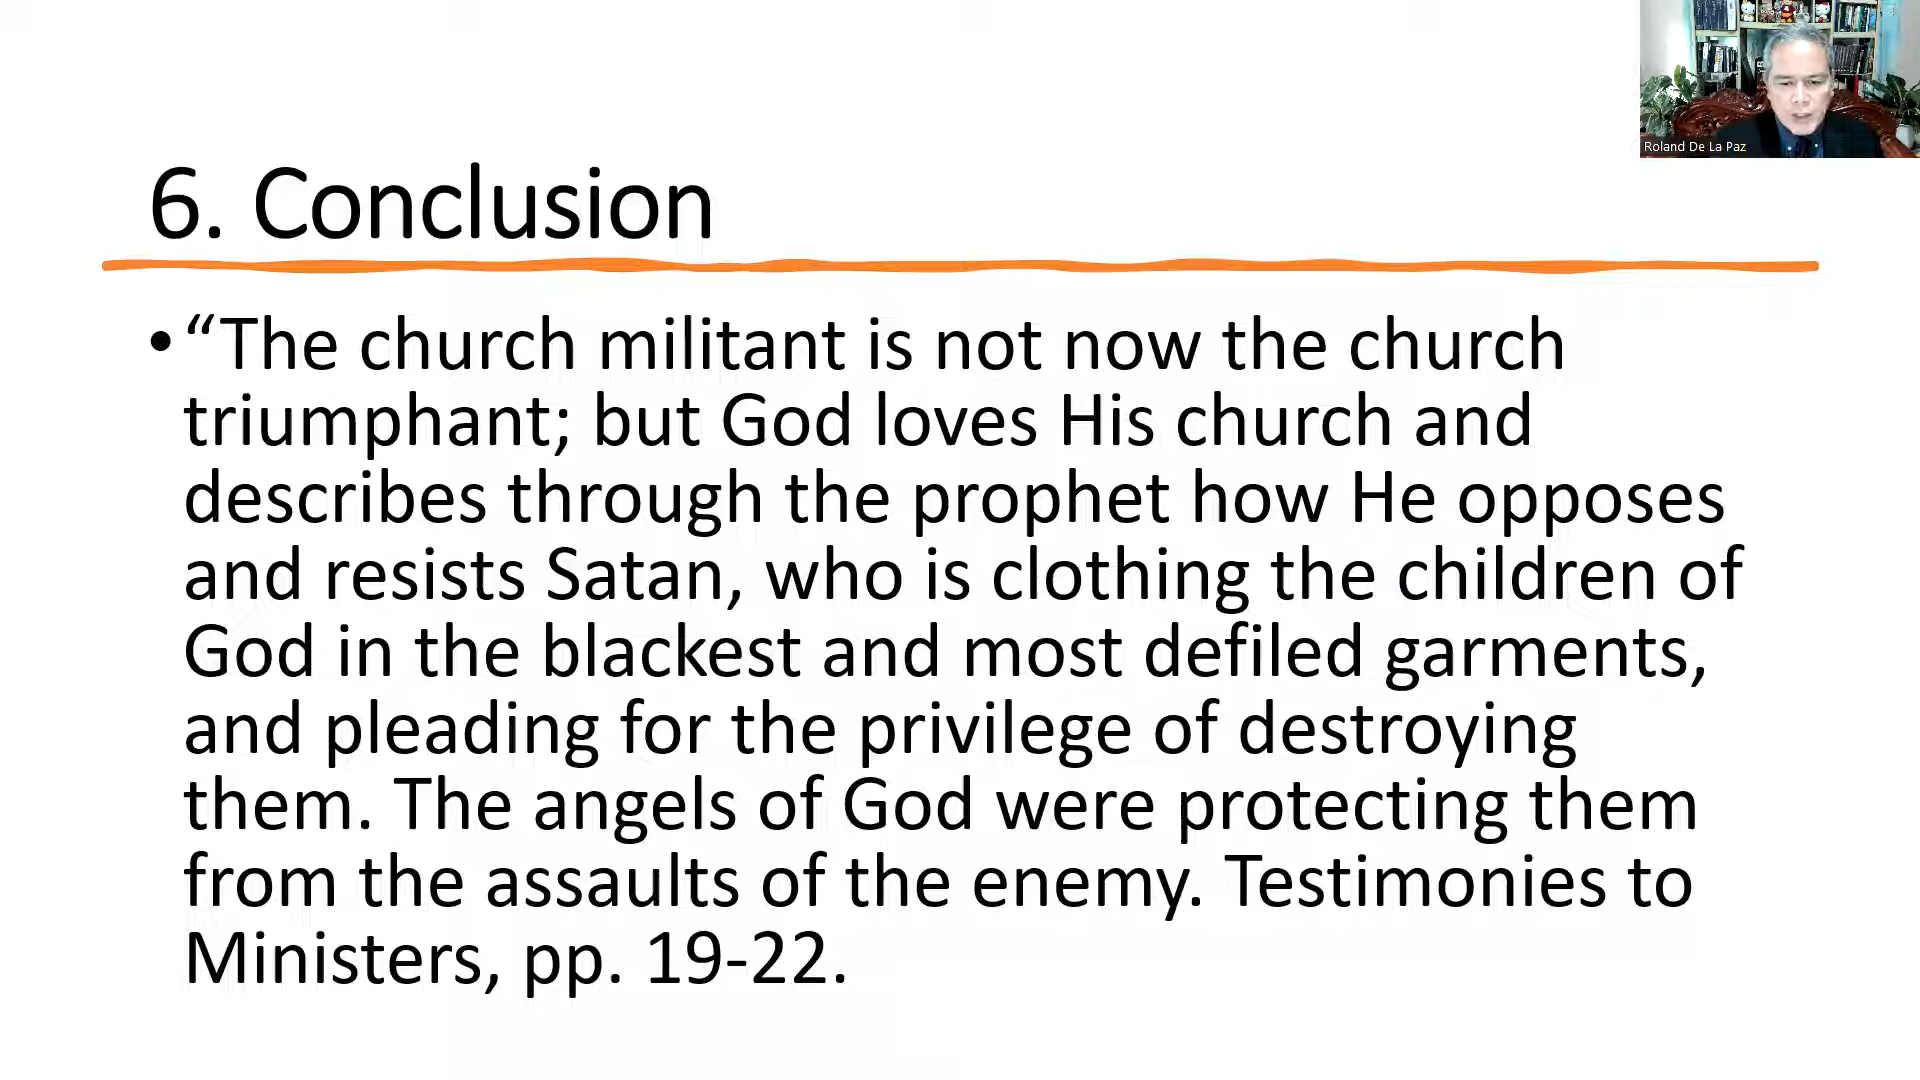 Roland De La Paz
6. Conclusion
• “The church militant is not now the church
triumphant; but God loves His church and
describes through the prophet how He opposes
and resists Satan, who is clothing the children of
God in the blackest and most defiled garments,
and pleading for the privilege of destroying
them. The angels of God were protecting them
from the assaults of the enemy. Testimonies to
Ministers, pp. 19-22.